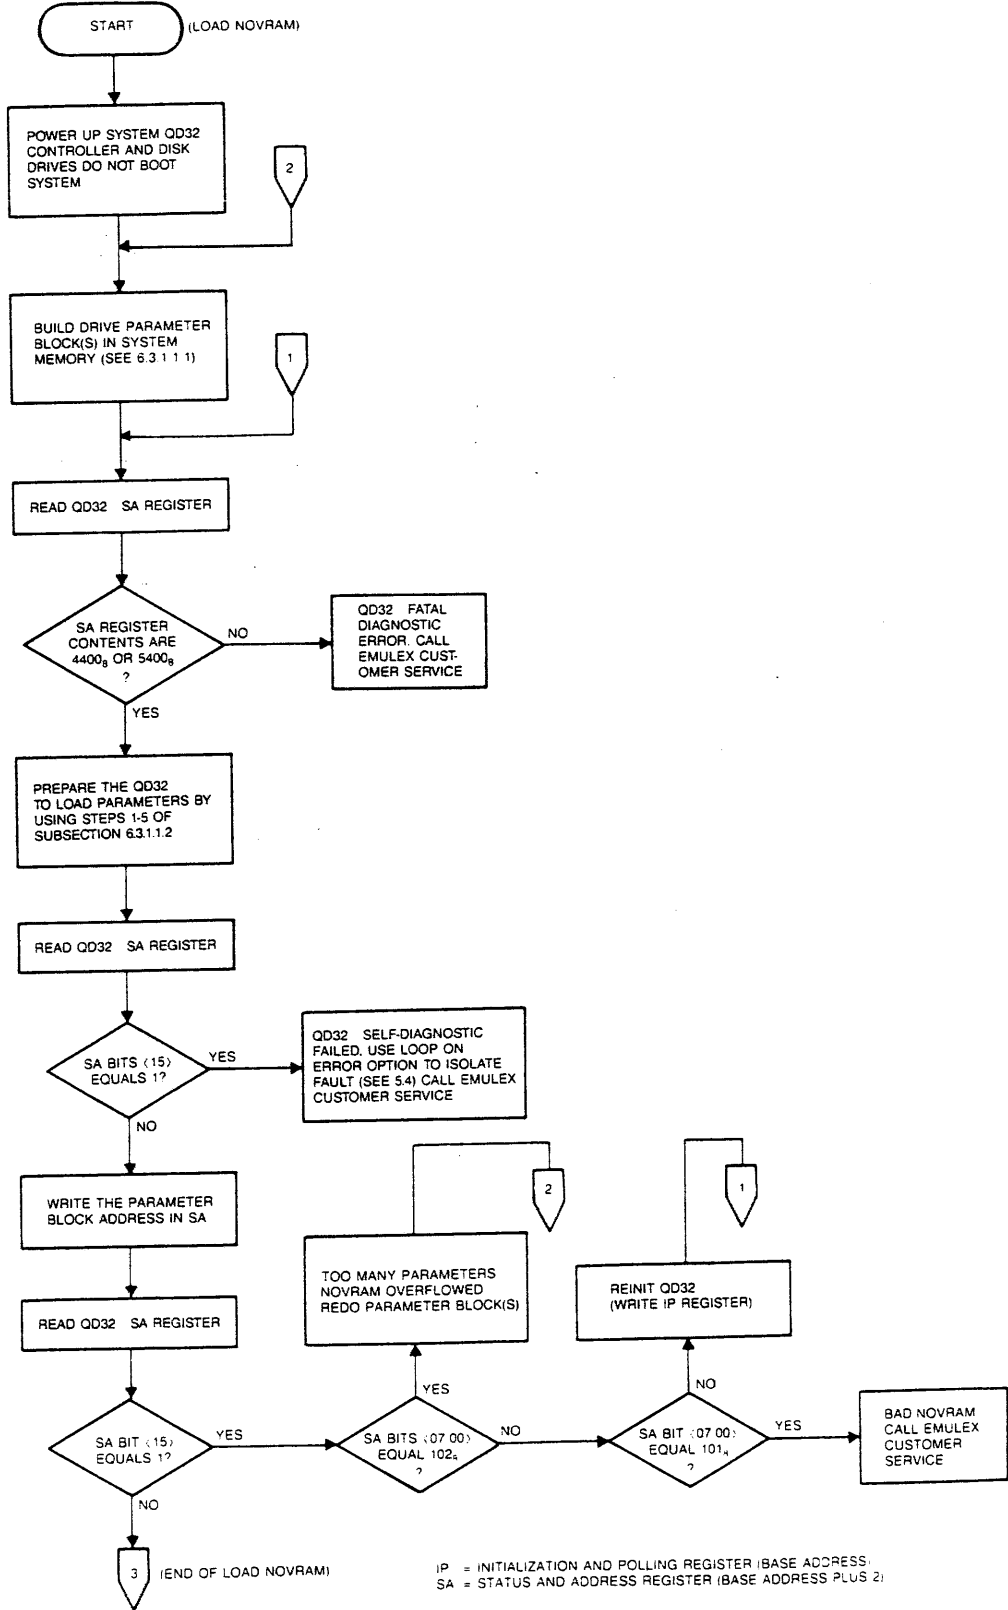 START
(LOAD NOVRAM)
POWER UP SYSTEM QD32
CONTROLLER AND DISK
DRIVES DO NOT BOOT
SYSTEM
2
BUILD DRIVE PARAMETER
BLOCK(S) IN SYSTEM
MEMORY (SEE 6.3.1.1.1)
1
READ QD32 SA REGISTER
SA REGISTER
CONTENTS ARE
4400₈ OR 5400₈
?
NO
QD32 FATAL
DIAGNOSTIC
ERROR. CALL
EMULEX CUST-
OMER SERVICE
YES
PREPARE THE QD32
TO LOAD PARAMETERS BY
USING STEPS 1-5 OF
SUBSECTION 6.3.1.1.2
READ QD32 SA REGISTER
SA BITS ⟨15⟩
EQUALS 1?
YES
QD32 SELF-DIAGNOSTIC
FAILED. USE LOOP ON
ERROR OPTION TO ISOLATE
FAULT (SEE 5.4) CALL EMULEX
CUSTOMER SERVICE
NO
WRITE THE PARAMETER
BLOCK ADDRESS IN SA
2
1
TOO MANY PARAMETERS
NOVRAM OVERFLOWED
REDO PARAMETER BLOCK(S)
REINIT QD32
(WRITE IP REGISTER)
READ QD32 SA REGISTER
YES
NO
SA BIT ⟨15⟩
EQUALS 1?
YES
SA BITS ⟨07 00⟩
EQUAL 102₈
?
NO
SA BIT ⟨07 00⟩
EQUAL 101₈
?
YES
BAD NOVRAM
CALL EMULEX
CUSTOMER
SERVICE
NO
3
(END OF LOAD NOVRAM)
IP = INITIALIZATION AND POLLING REGISTER (BASE ADDRESS)
SA = STATUS AND ADDRESS REGISTER (BASE ADDRESS PLUS 2)